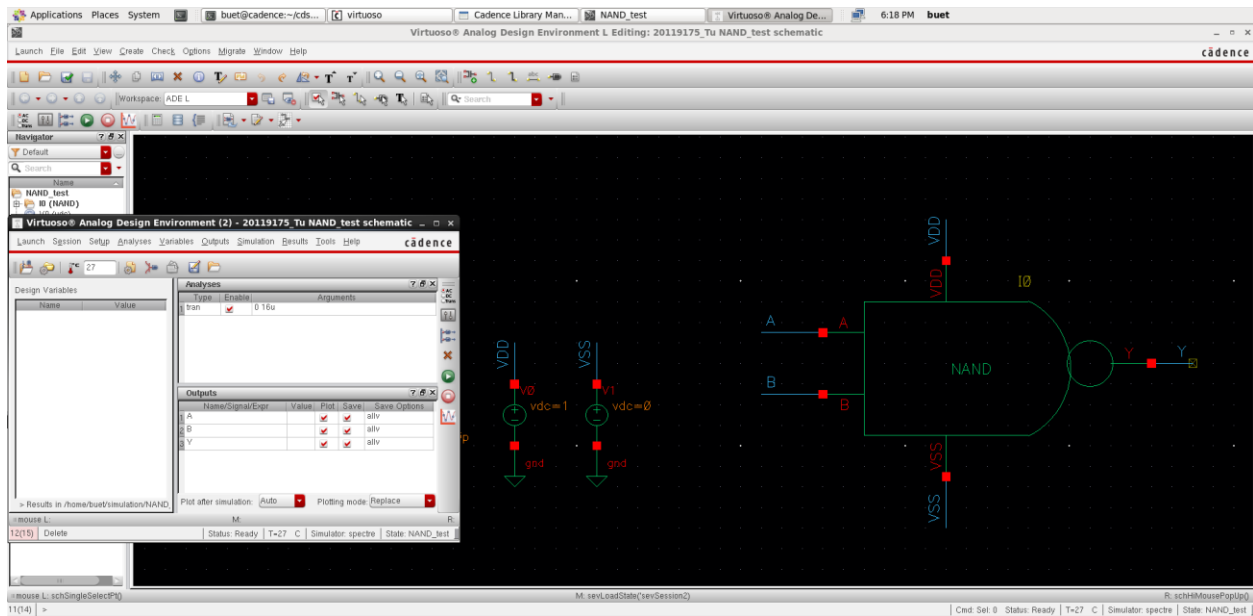 Applications Places System buet@cadence:~/cds... virtuoso Cadence Library Man... NAND_test Virtuoso® Analog De... 6:18 PM buet
Virtuoso® Analog Design Environment L Editing: 20119175_Tu NAND_test schematic
Launch File Edit View Create Check Options Migrate Window Help cādence
Workspace: ADE L Search
Navigator
Default
Search
Name
NAND_test
I0 (NAND)
V0 (vdc)
Virtuoso® Analog Design Environment (2) - 20119175_Tu NAND_test schematic
Launch Session Setup Analyses Variables Outputs Simulation Results Tools Help cādence
27
Design Variables
Name Value
Analyses
Type Enable Arguments
1 tran 0 16u
Outputs
Name/Signal/Expr Value Plot Save Save Options
1 A allv
2 B allv
3 Y allv
> Results in /home/buet/simulation/NAND
Plot after simulation: Auto Plotting mode: Replace
mouse L: M: R:
12(15) Delete Status: Ready T=27 C Simulator: spectre State: NAND_test
VDD
V0
vdc=1
gnd
VSS
V1
vdc=0
gnd
VDD
VDD
I0
A A
B B
NAND
Y Y
VSS
VSS
mouse L: schSingleSelectPt() M: sevLoadState('sevSession2) R: schHiMousePopUp()
11(14) > Cmd: Sel: 0 Status: Ready T=27 C Simulator: spectre State: NAND_test